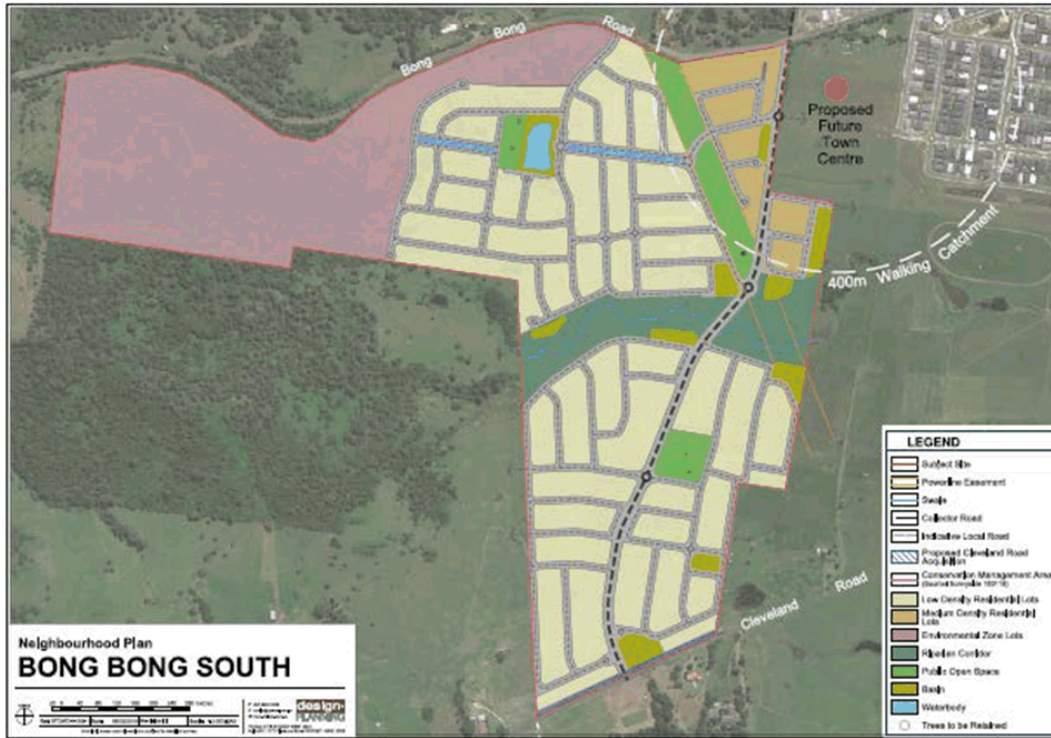 Bong Bong Road
Proposed
Future
Town
Centre
400m Walking Catchment
Cleveland Road
LEGEND
Subject Site
Powerline Easement
Swale
Collector Road
Indicative Local Road
Proposed Cleveland Road
Acquisition
Conservation Management Area
Low Density Residential Lots
Medium Density Residential
Lots
Environmental Zone Lots
Riparian Corridor
Public Open Space
Basin
Waterbody
Trees to be Retained
Neighbourhood Plan
BONG BONG SOUTH
design+
PLANNING